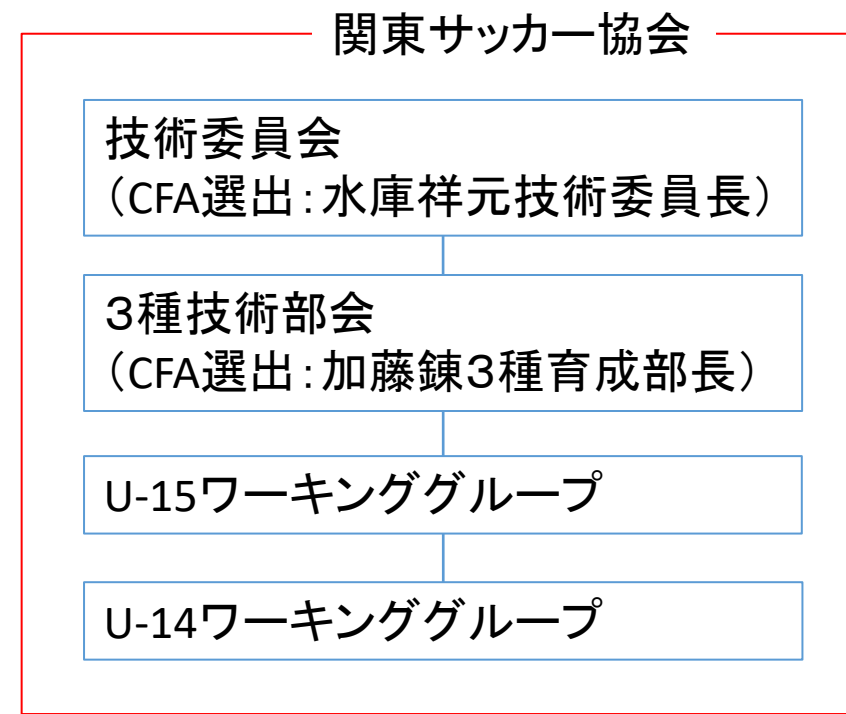 関東サッカー協会
技術委員会
（CFA選出：水庫祥元技術委員長）
３種技術部会
（CFA選出：加藤錬３種育成部長）
U-15ワーキンググループ
U-14ワーキンググループ